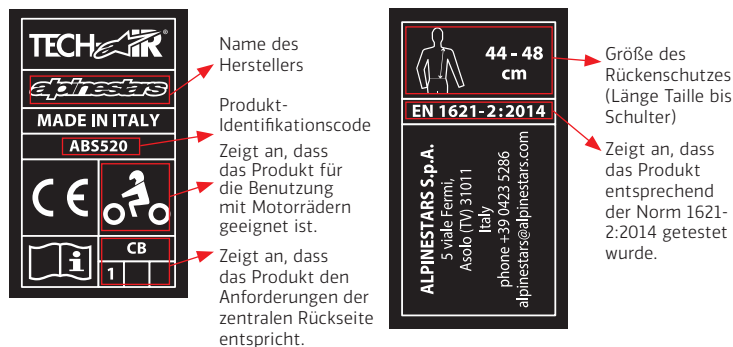 TECH AIR®
alpinestars
MADE IN ITALY
ABS520
CE
i
CB
1
Name des
Herstellers
Produkt-
Identifikationscode
Zeigt an, dass
das Produkt für
die Benutzung
mit Motorrädern
geeignet ist.
Zeigt an, dass
das Produkt den
Anforderungen der
zentralen Rückseite
entspricht.
44 - 48
cm
EN 1621-2:2014
ALPINESTARS S.p.A.
5 viale Fermi,
Asolo (TV) 31011
Italy
phone +39 0423 5286
alpinestars@alpinestars.com
Größe des
Rückenschutzes
(Länge Taille bis
Schulter)
Zeigt an, dass
das Produkt
entsprechend
der Norm 1621-
2:2014 getestet
wurde.